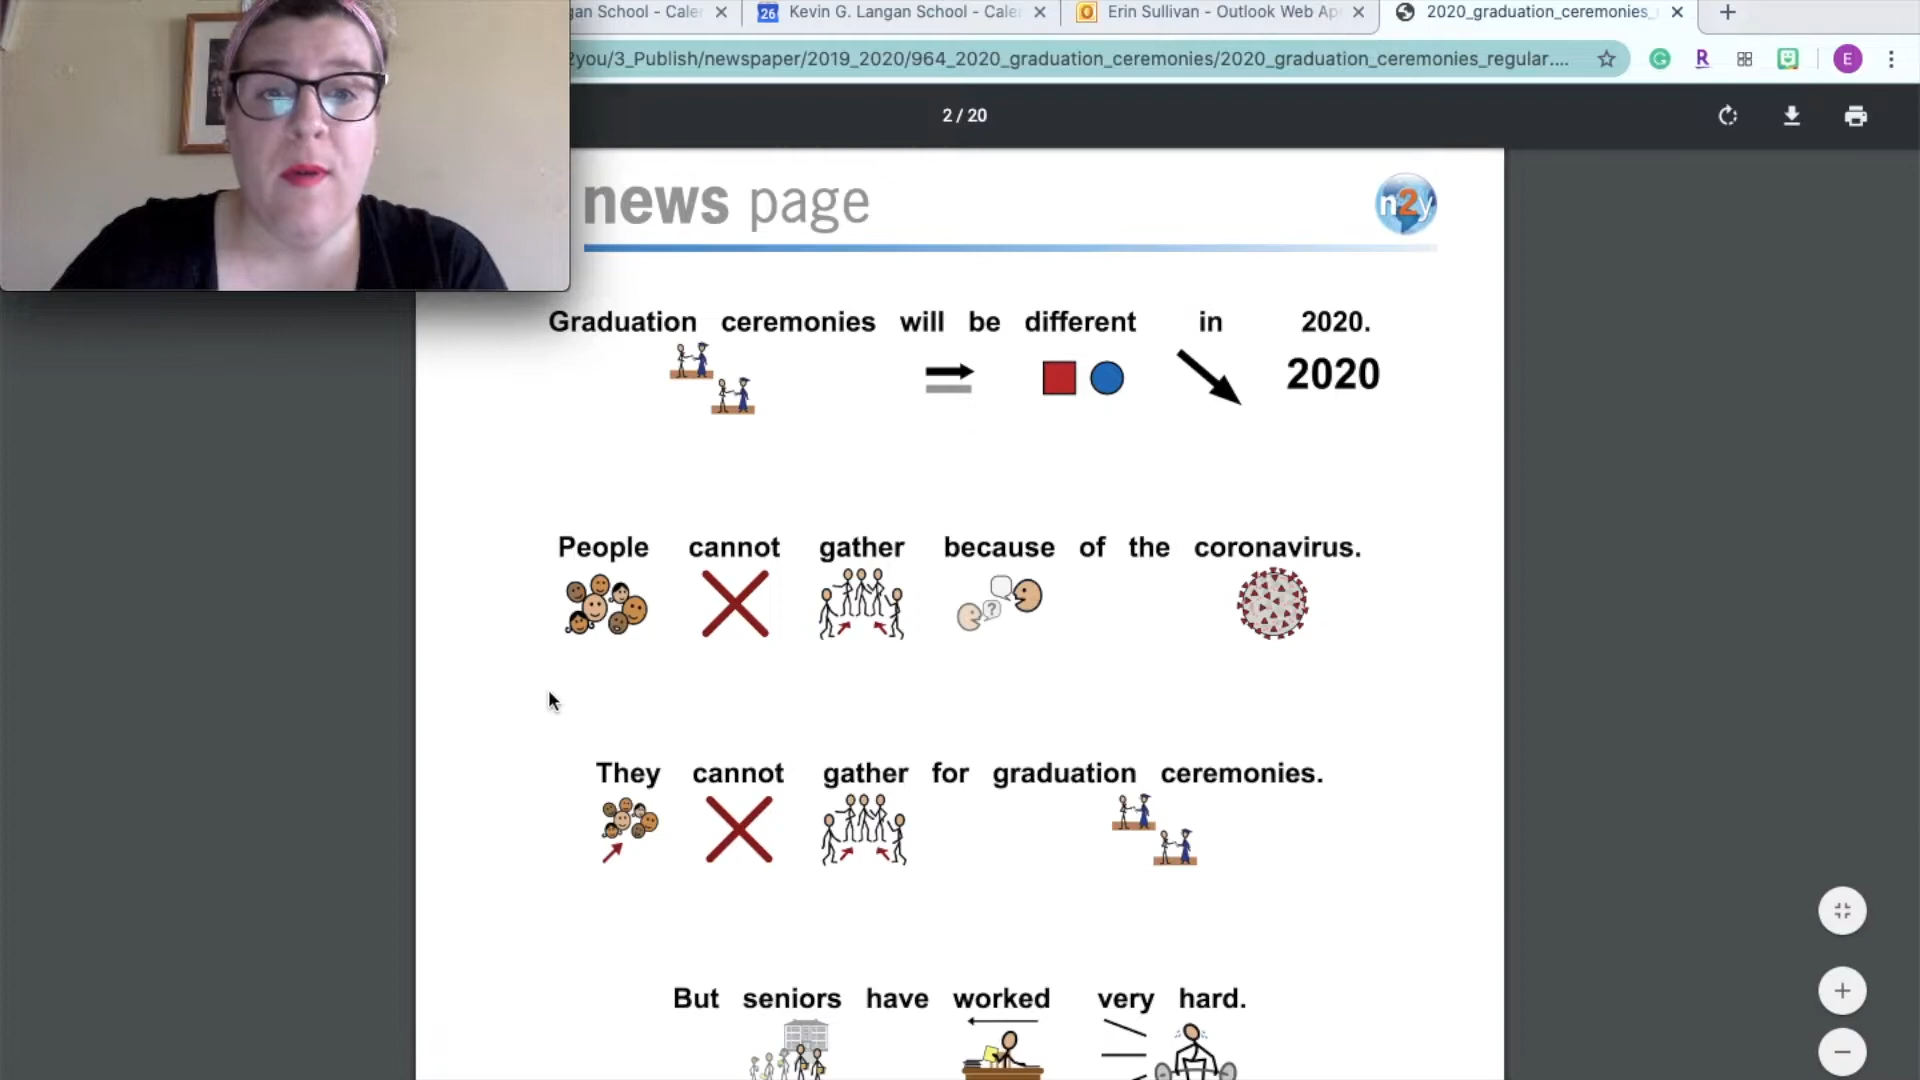 gan School - Cale
26 Kevin G. Langan School - Cale
Erin Sullivan - Outlook Web Ap
2020_graduation_ceremonies_
2you/3_Publish/newspaper/2019_2020/964_2020_graduation_ceremonies/2020_graduation_ceremonies_regular....
R
E
2 / 20
news page
n2y
Graduation ceremonies will be different in 2020.
2020
People cannot gather because of the coronavirus.
?
They cannot gather for graduation ceremonies.
But seniors have worked very hard.